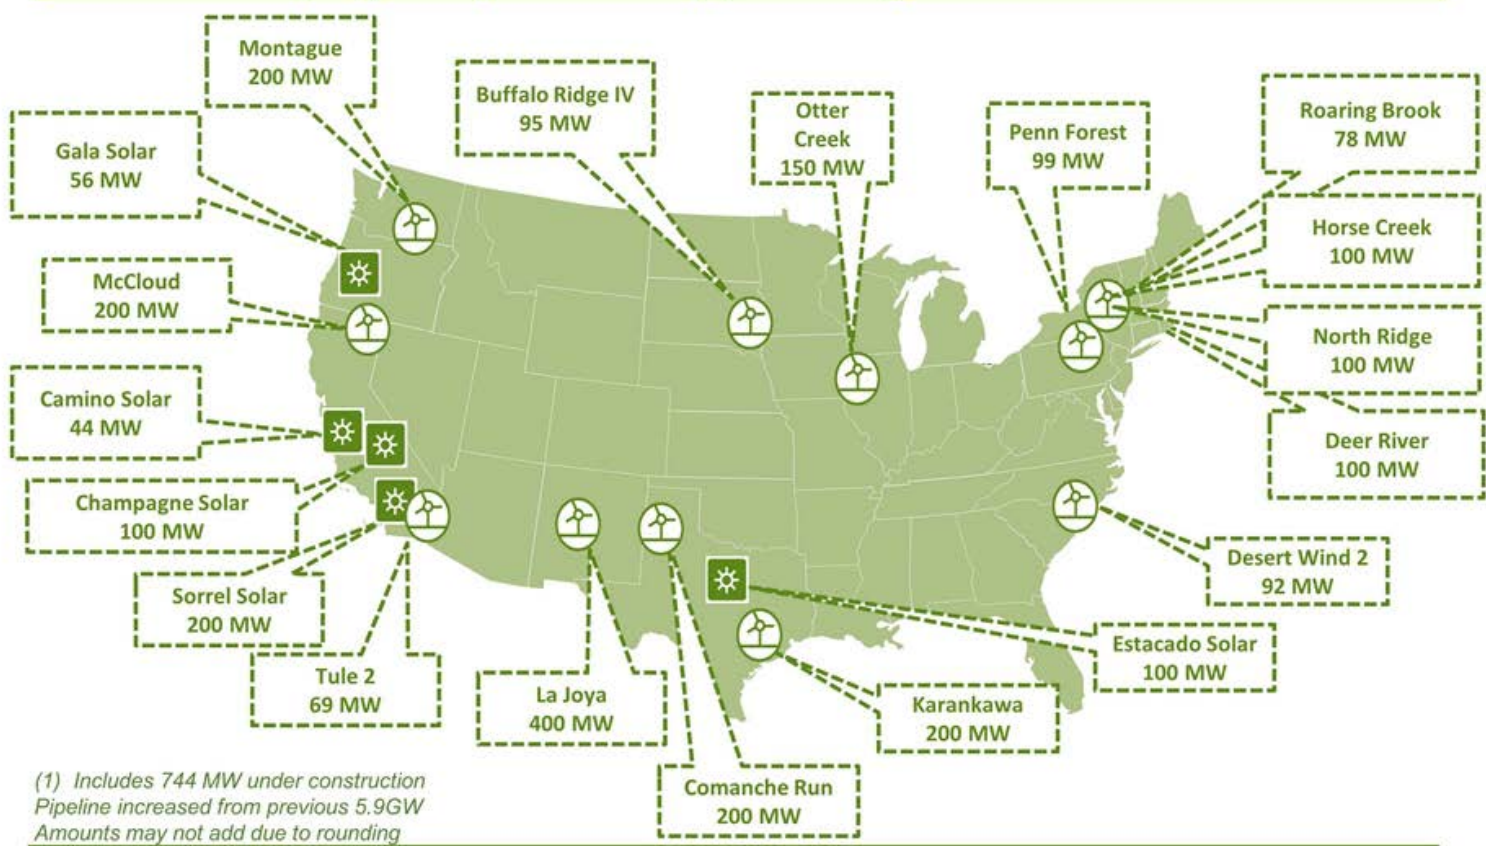 Montague
200 MW
Buffalo Ridge IV
95 MW
Otter
Creek
150 MW
Penn Forest
99 MW
Roaring Brook
78 MW
Gala Solar
56 MW
Horse Creek
100 MW
McCloud
200 MW
North Ridge
100 MW
Camino Solar
44 MW
Deer River
100 MW
Champagne Solar
100 MW
Desert Wind 2
92 MW
Sorrel Solar
200 MW
Estacado Solar
100 MW
Tule 2
69 MW
La Joya
400 MW
Karankawa
200 MW
Comanche Run
200 MW
(1) Includes 744 MW under construction
Pipeline increased from previous 5.9GW
Amounts may not add due to rounding